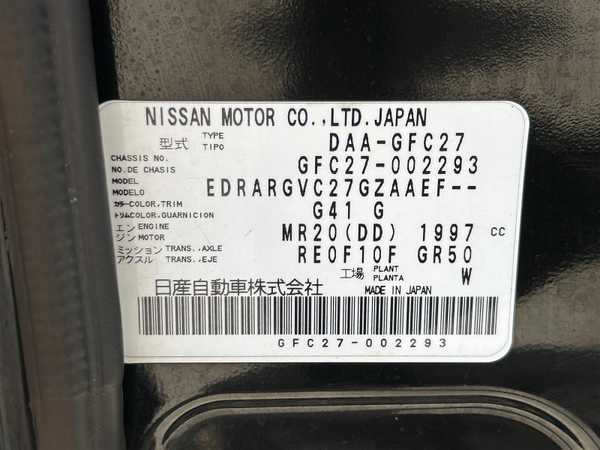 NISSAN MOTOR CO.,LTD.JAPAN
型式 TYPE TIPO DAA-GFC27
CHASSIS NO. NO.DE CHASIS GFC27-002293
MODEL MODELO EDRARGVC27GZAAEF--
カラー COLOR,TRIM トリム COLOR,GUARNICION G41 G
エンジン ENGINE MOTOR MR20(DD) 1997 CC
ミッション アクスル TRANS.,AXLE TRANS.,EJE RE0F10F GR50
工場 PLANT PLANTA W
日産自動車株式会社 MADE IN JAPAN
GFC27-002293